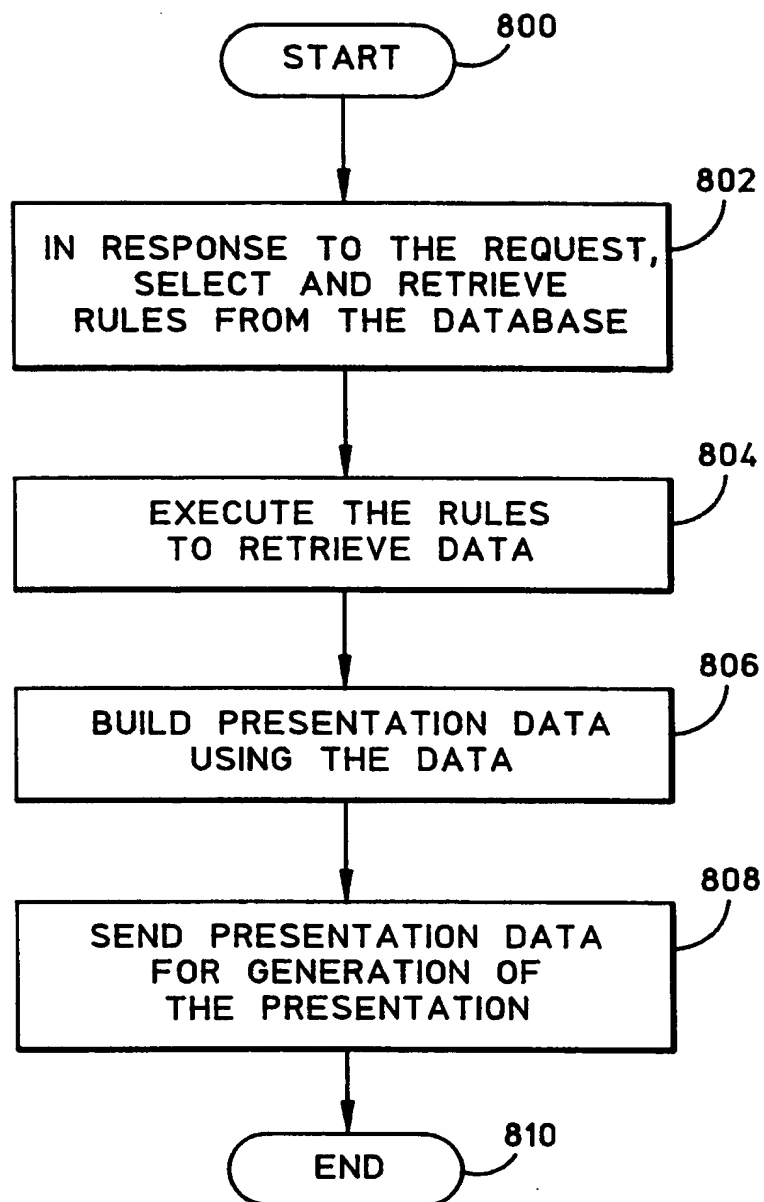 800
START
802
IN RESPONSE TO THE REQUEST,
SELECT AND RETRIEVE
RULES FROM THE DATABASE
804
EXECUTE THE RULES
TO RETRIEVE DATA
806
BUILD PRESENTATION DATA
USING THE DATA
808
SEND PRESENTATION DATA
FOR GENERATION OF
THE PRESENTATION
810
END